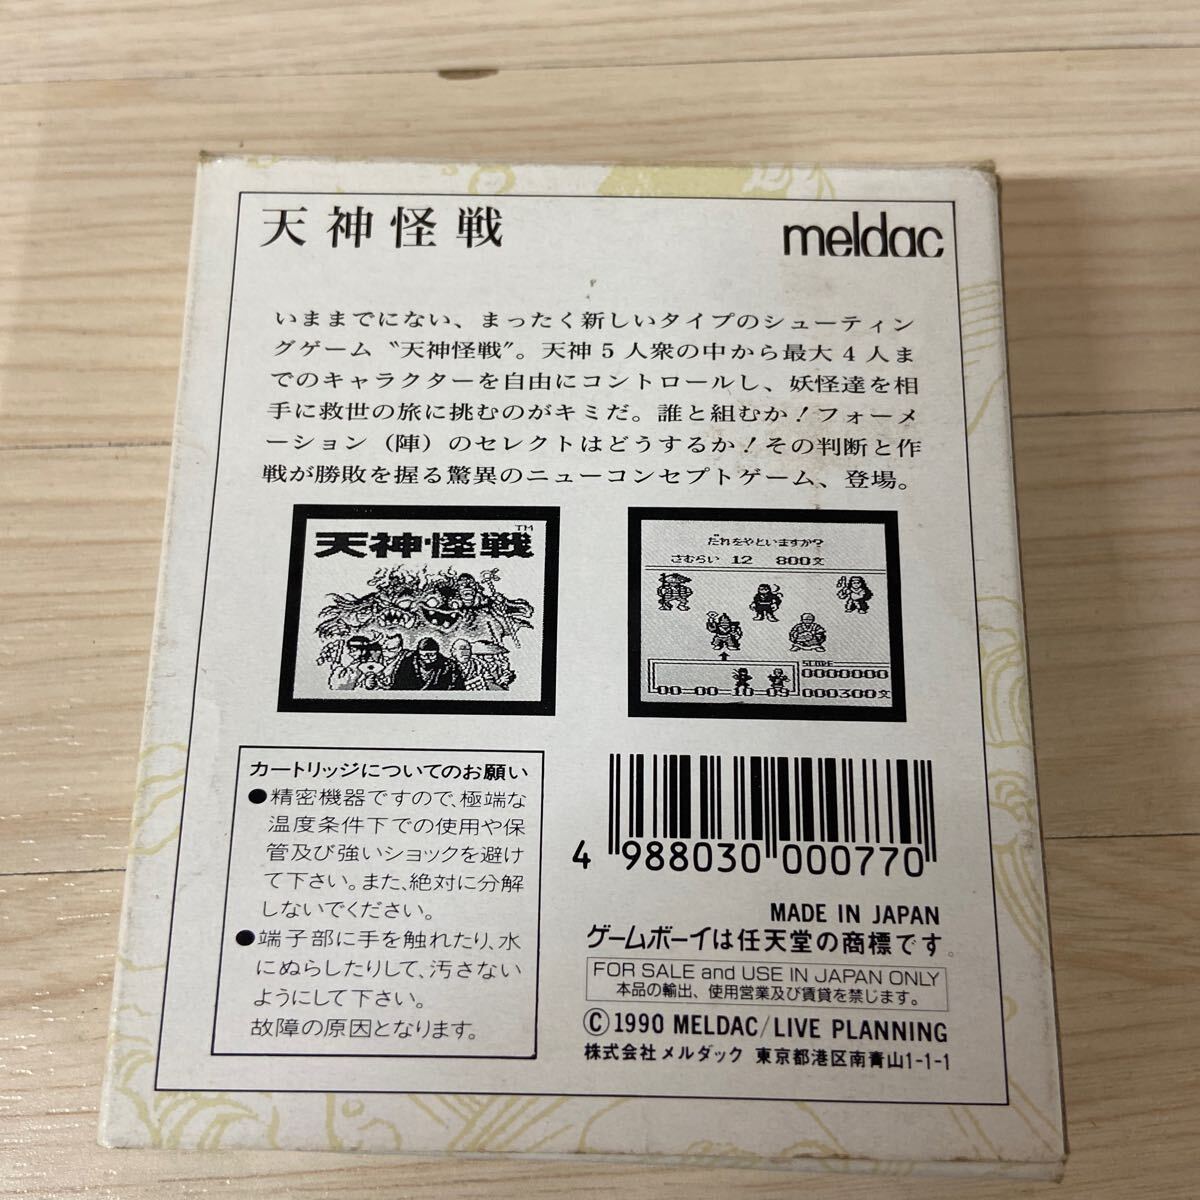 天神怪戦
meldac
いままでにない、まったく新しいタイプのシューティン
グゲーム〝天神怪戦〟。天神5人衆の中から最大4人ま
でのキャラクターを自由にコントロールし、妖怪達を相
手に救世の旅に挑むのがキミだ。誰と組むか!フォーメ
ーション(陣)のセレクトはどうするか!その判断と作
戦が勝敗を握る驚異のニューコンセプトゲーム、登場。
天神怪戦
TM
だれをやといますか?
さむらい 12 800文
SCORE
0000000
00-00-10-09
000300文
カートリッジについてのお願い
●精密機器ですので、極端な
温度条件下での使用や保
管及び強いショックを避け
て下さい。また、絶対に分解
しないでください。
●端子部に手を触れたり、水
にぬらしたりして、汚さない
ようにして下さい。
故障の原因となります。
4 988030 000770
MADE IN JAPAN
ゲームボーイは任天堂の商標です。
FOR SALE and USE IN JAPAN ONLY
本品の輸出、使用営業及び賃貸を禁じます。
© 1990 MELDAC/LIVE PLANNING
株式会社 メルダック 東京都港区南青山1-1-1